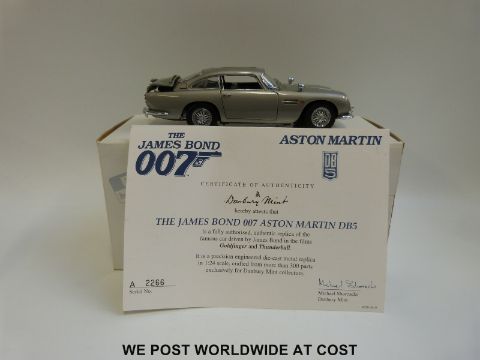 THE
JAMES BOND
007
ASTON MARTIN
DB
5
CERTIFICATE OF AUTHENTICITY
Danbury Mint
hereby attests that
THE JAMES BOND 007 ASTON MARTIN DB5
is a fully authorised, authentic replica of the
famous car driven by James Bond in the films
Goldfinger and Thunderball.
It is a precision engineered die-cast metal replica
in 1:24 scale, crafted from more than 300 parts
exclusively for Danbury Mint collectors
A 2266
Serial No.
Danbury Mint
WE POST WORLDWIDE AT COST